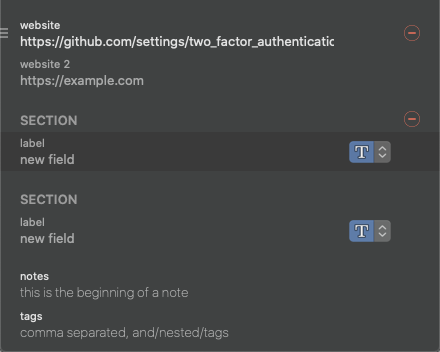 website
https://github.com/settings/two_factor_authenticatic
website 2
https://example.com
SECTION
label
new field
T
SECTION
label
new field
T
notes
this is the beginning of a note
tags
comma separated, and/nested/tags